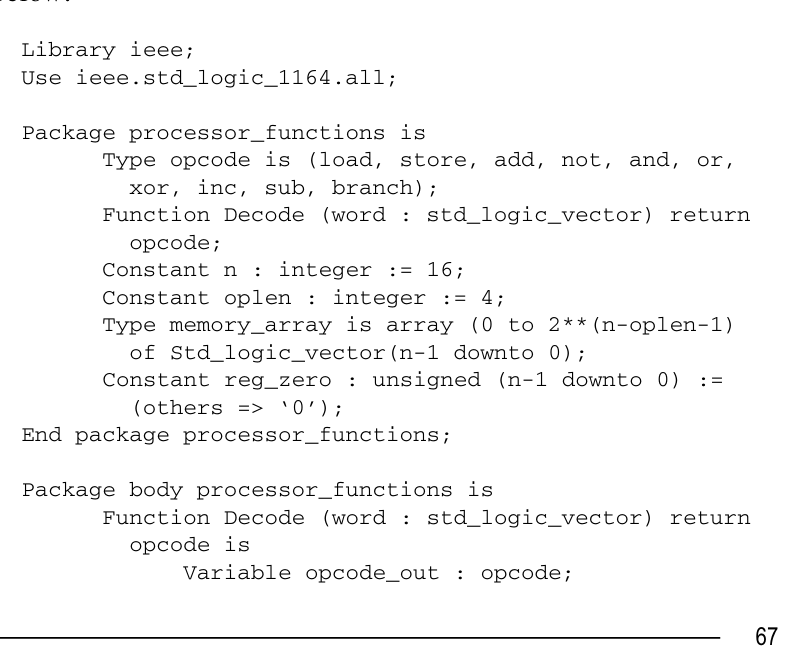 Library ieee;
Use ieee.std_logic_1164.all;
Package processor_functions is
Type opcode is (load, store, add, not, and, or,
xor, inc, sub, branch);
Function Decode (word : std_logic_vector) return
opcode;
Constant n : integer := 16;
Constant oplen : integer := 4;
Type memory_array is array (0 to 2**(n-oplen-1)
of Std_logic_vector(n-1 downto 0);
Constant reg_zero : unsigned (n-1 downto 0) :=
(others => ‘0’);
End package processor_functions;
Package body processor_functions is
Function Decode (word : std_logic_vector) return
opcode is
Variable opcode_out : opcode;
67